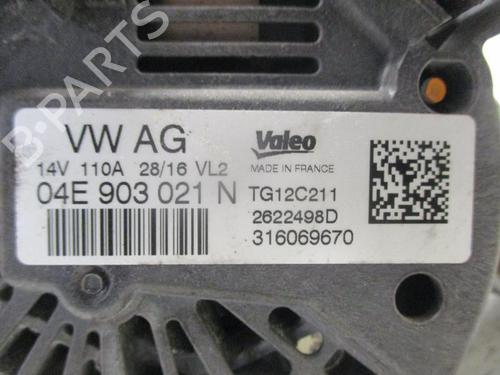 VW AG
14V 110A 28/16 VL2
04E 903 021 N
Valeo
MADE IN FRANCE
TG12C211
2622498D
316069670
B-PARTS